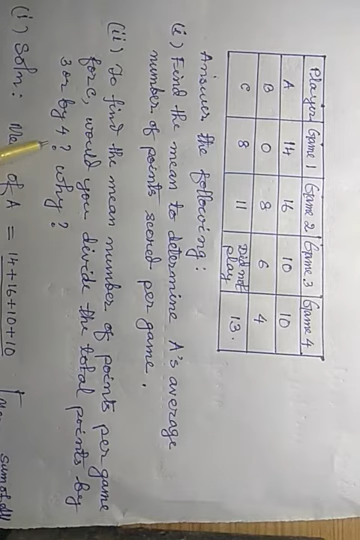 Player Game 1 Game 2 Game 3 Game 4
A 14 16 10 10
B 0 8 6 4
C 8 11 Did not play 13.
Answer the following :
(i) Find the mean to determine A's average
number of points scored per game.
(ii) To find the mean number of points per game
for C, would you divide the total points by
3 or by 4 ? Why ?
(i) Soln : of A = 14+16+10+10 sum of all